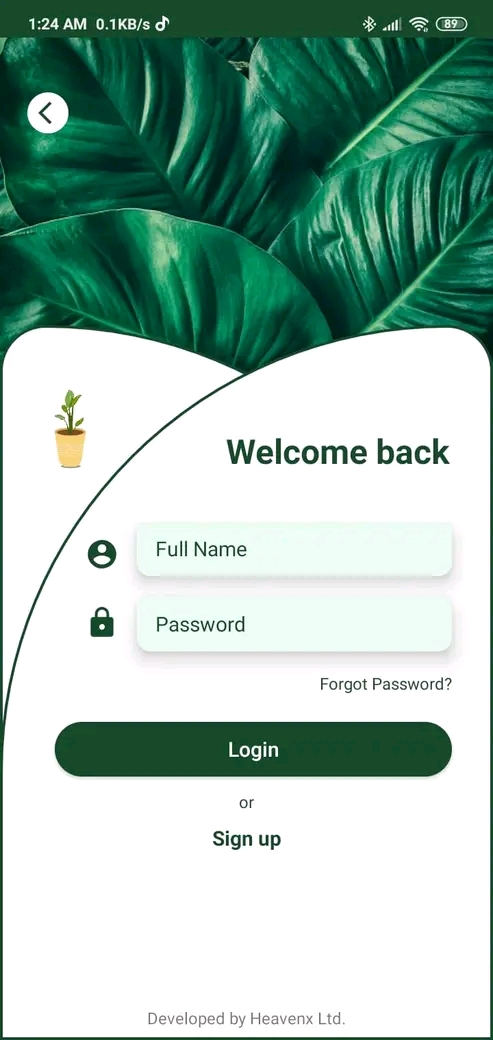 1:24 AM 0.1KB/s 89
Welcome back
Full Name
Password
Forgot Password?
Login
or
Sign up
Developed by Heavenx Ltd.